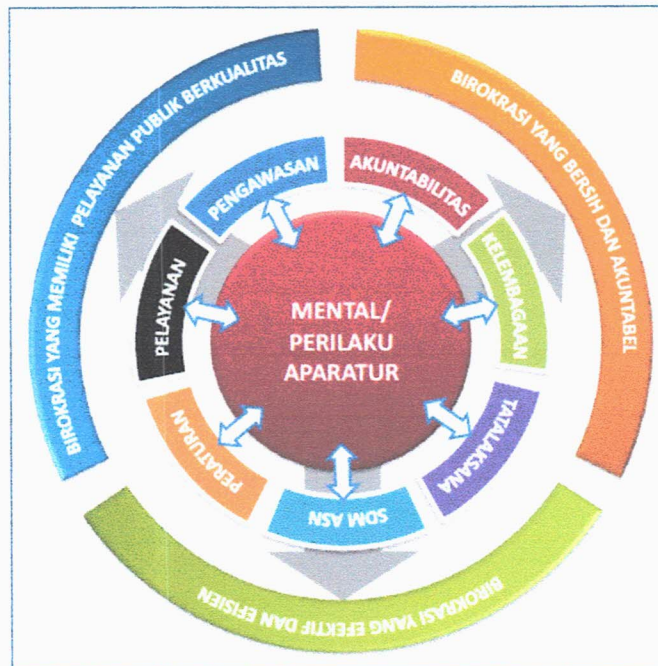 BIROKRASI YANG MEMILIKI PELAYANAN PUBLIK BERKUALITAS
BIROKRASI YANG BERSIH DAN AKUNTABEL
BIROKRASI YANG EFEKTIF DAN EFISIEN
PENGAWASAN
AKUNTABILITAS
KELEMBAGAAN
TATALAKSANA
SDM ASN
PERATURAN
PELAYANAN
MENTAL/
PERILAKU
APARATUR